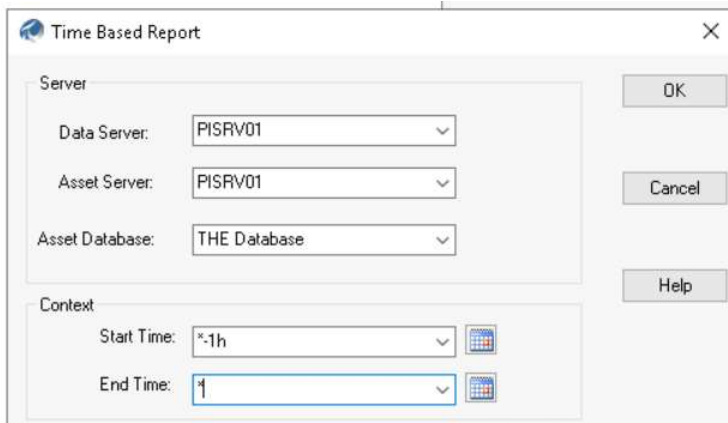 Time Based Report
Server
OK
Data Server: PISRV01
Asset Server: PISRV01
Cancel
Asset Database: THE Database
Help
Context
Start Time: *-1h
End Time: *